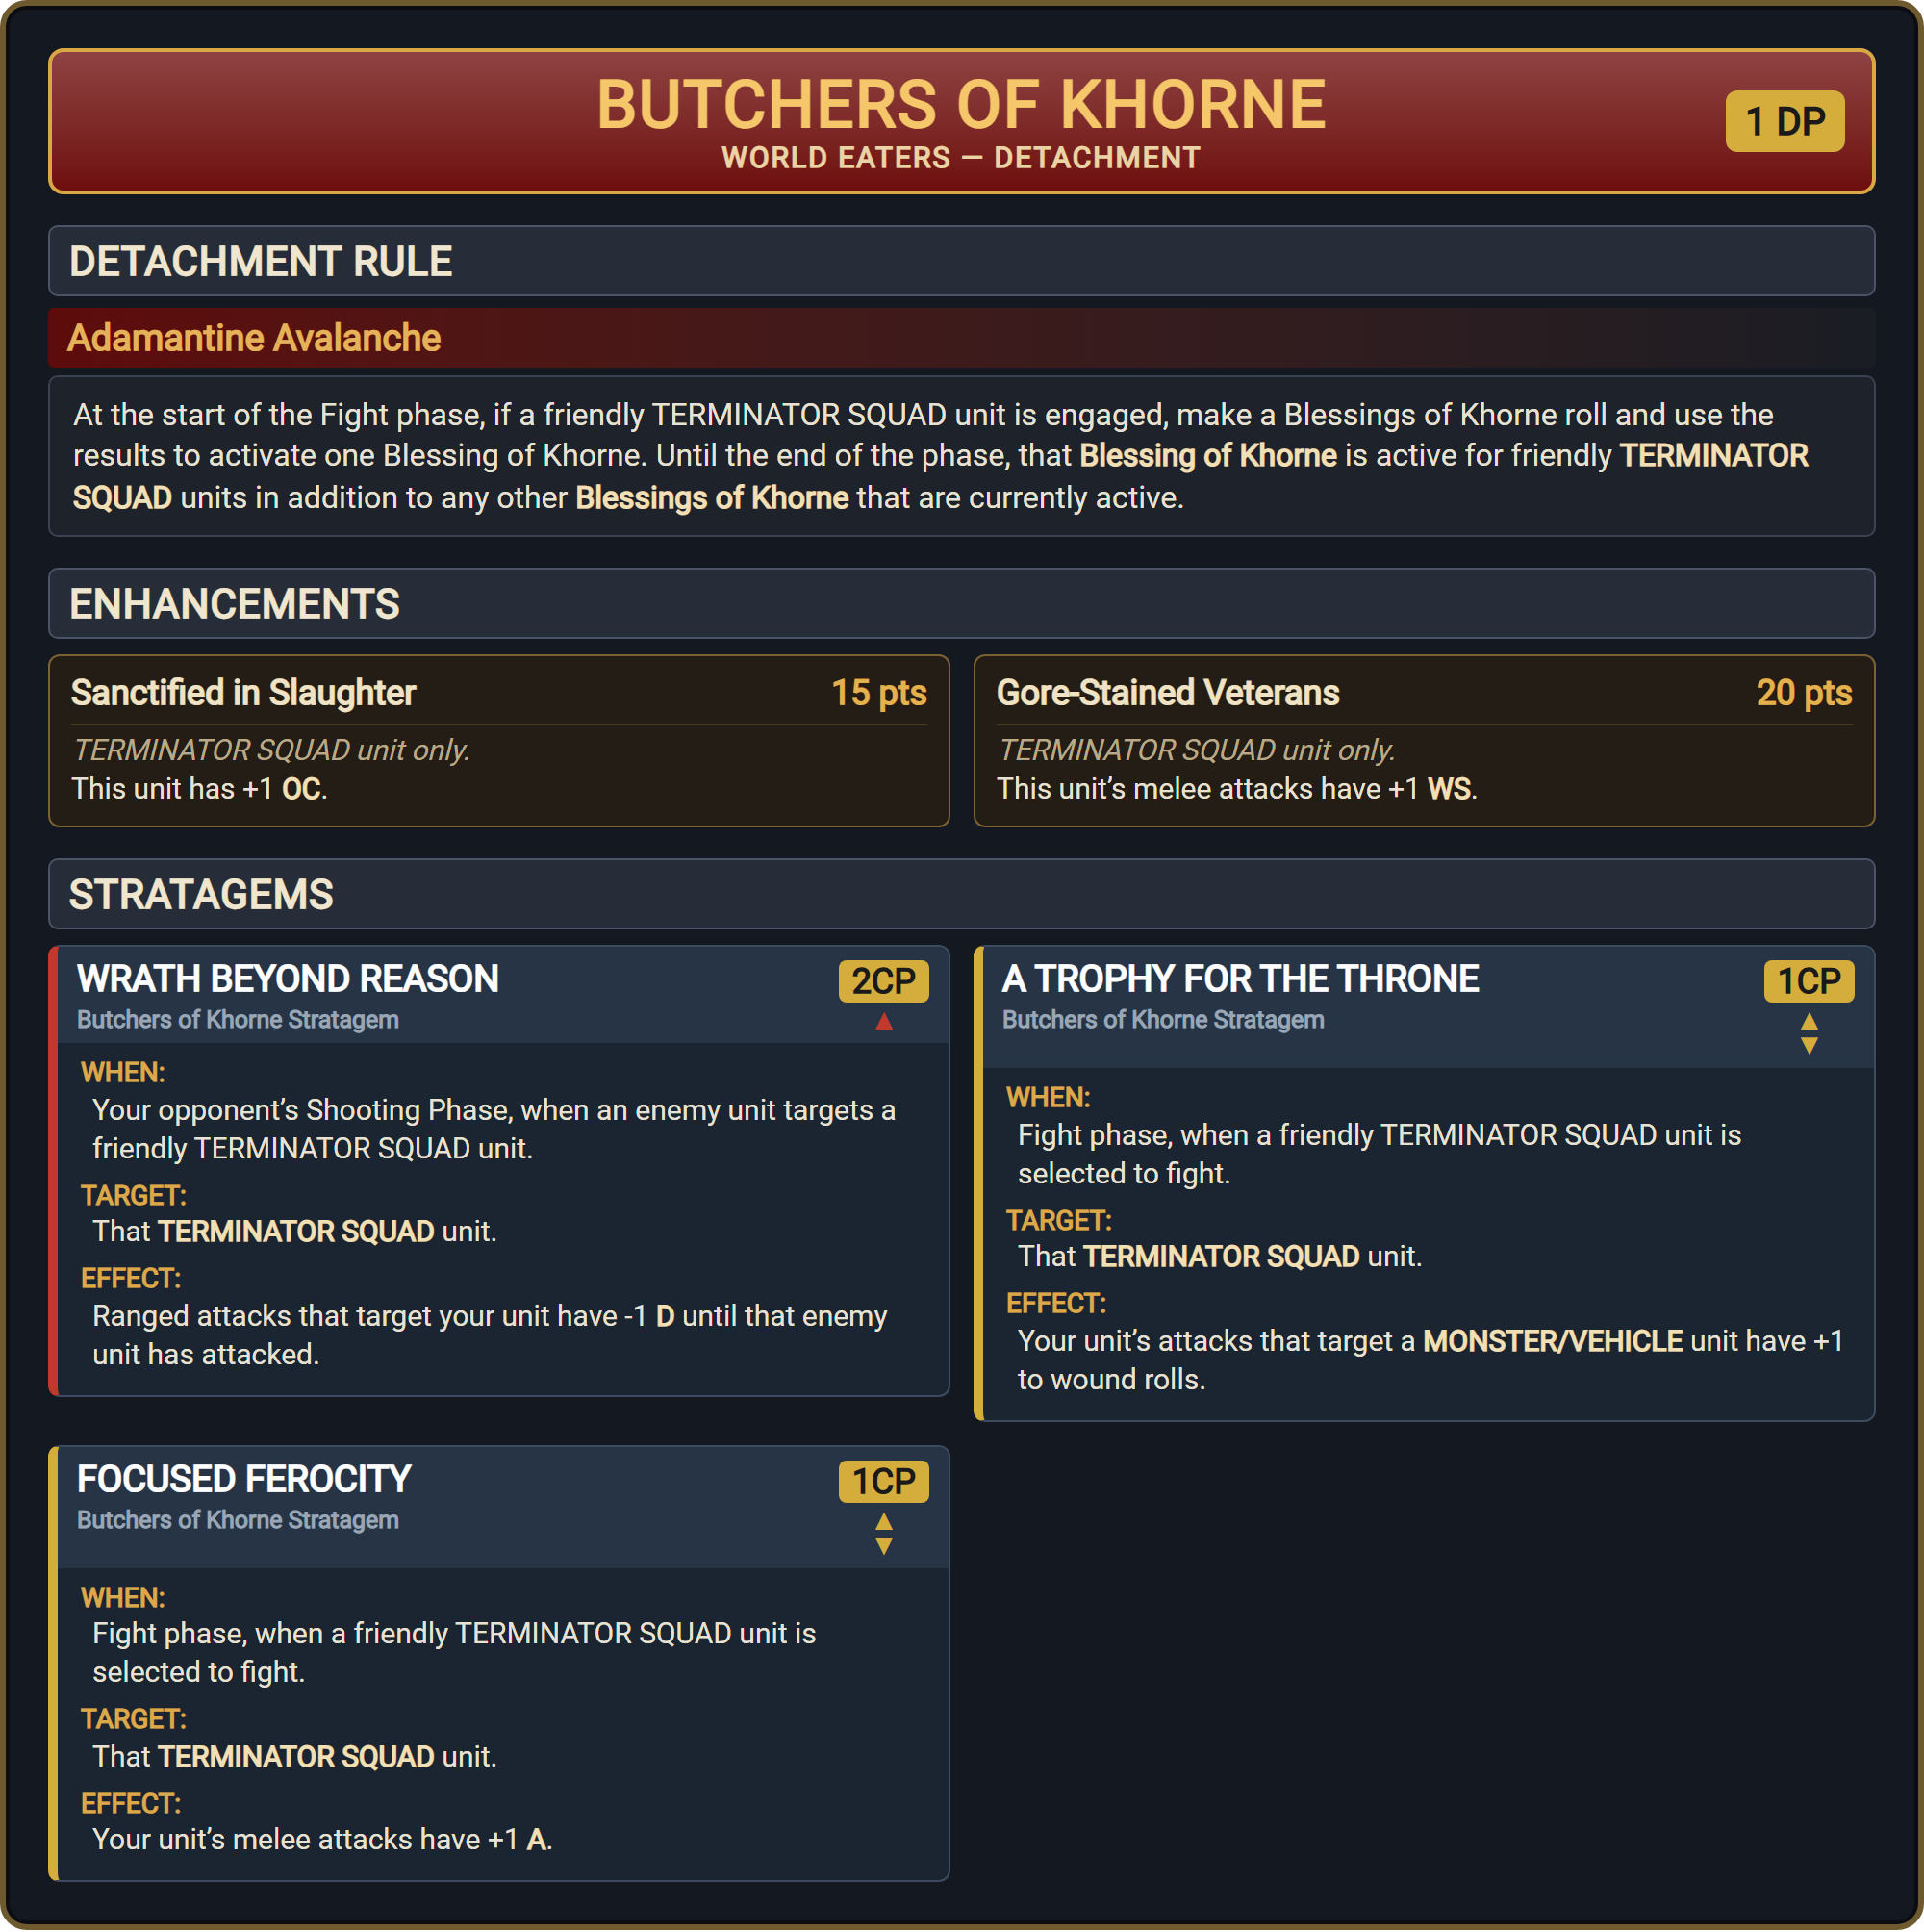 BUTCHERS OF KHORNE
WORLD EATERS — DETACHMENT
1 DP
DETACHMENT RULE
Adamantine Avalanche
At the start of the Fight phase, if a friendly TERMINATOR SQUAD unit is engaged, make a Blessings of Khorne roll and use the
results to activate one Blessing of Khorne. Until the end of the phase, that Blessing of Khorne is active for friendly TERMINATOR
SQUAD units in addition to any other Blessings of Khorne that are currently active.
ENHANCEMENTS
Sanctified in Slaughter 15 pts
TERMINATOR SQUAD unit only.
This unit has +1 OC.
Gore-Stained Veterans 20 pts
TERMINATOR SQUAD unit only.
This unit’s melee attacks have +1 WS.
STRATAGEMS
WRATH BEYOND REASON 2CP
Butchers of Khorne Stratagem ▲
WHEN:
Your opponent’s Shooting Phase, when an enemy unit targets a
friendly TERMINATOR SQUAD unit.
TARGET:
That TERMINATOR SQUAD unit.
EFFECT:
Ranged attacks that target your unit have -1 D until that enemy
unit has attacked.
A TROPHY FOR THE THRONE 1CP
Butchers of Khorne Stratagem ▲
▼
WHEN:
Fight phase, when a friendly TERMINATOR SQUAD unit is
selected to fight.
TARGET:
That TERMINATOR SQUAD unit.
EFFECT:
Your unit’s attacks that target a MONSTER/VEHICLE unit have +1
to wound rolls.
FOCUSED FEROCITY 1CP
Butchers of Khorne Stratagem ▲
▼
WHEN:
Fight phase, when a friendly TERMINATOR SQUAD unit is
selected to fight.
TARGET:
That TERMINATOR SQUAD unit.
EFFECT:
Your unit’s melee attacks have +1 A.